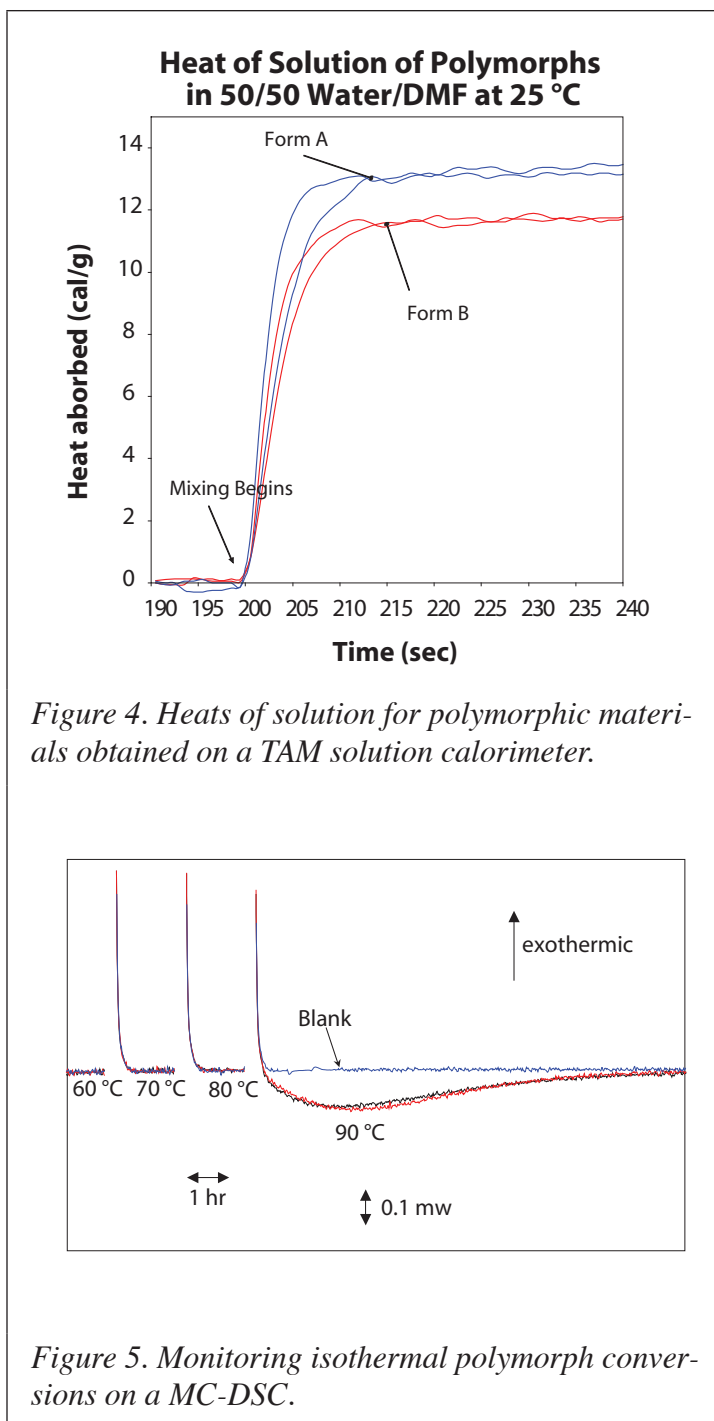 Heat of Solution of Polymorphs
in 50/50 Water/DMF at 25 °C
Form A
Form B
Mixing Begins
Heat aborbed (cal/g)
14
12
10
8
6
4
2
0
190 195 200 205 210 215 220 225 230 235 240
Time (sec)
Figure 4. Heats of solution for polymorphic materi-
als obtained on a TAM solution calorimeter.
exothermic
Blank
60 °C 70 °C 80 °C
90 °C
1 hr
0.1 mw
Figure 5. Monitoring isothermal polymorph conver-
sions on a MC-DSC.